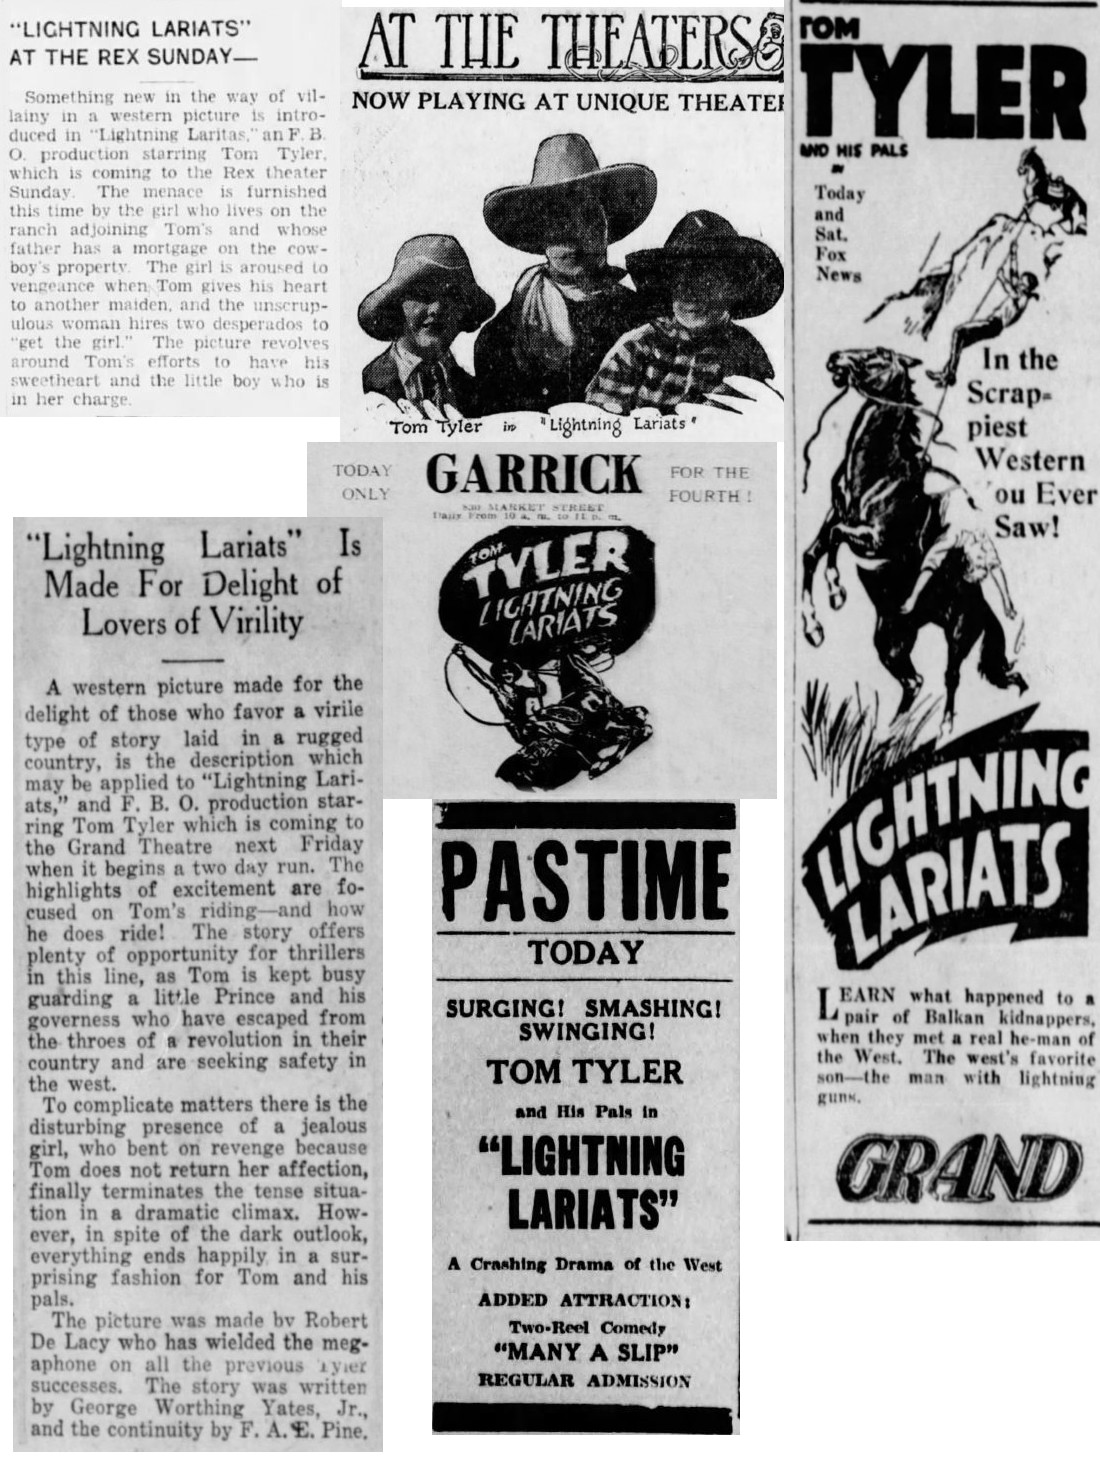 "LIGHTNING LARIATS"
AT THE REX SUNDAY—
Something new in the way of vil-
lainy in a western picture is intro-
duced in "Lightning Laritas," an F. B.
O. production starring Tom Tyler,
which is coming to the Rex theater
Sunday. The menace is furnished
this time by the girl who lives on the
ranch adjoining Tom's and whose
father has a mortgage on the cow-
boy's property. The girl is aroused to
vengeance when Tom gives his heart
to another maiden, and the unscrup-
ulous woman hires two desperados to
"get the girl." The picture revolves
around Tom's efforts to have his
sweetheart and the little boy who is
in her charge.
AT THE THEATERS
NOW PLAYING AT UNIQUE THEATER
Tom Tyler in "Lightning Lariats"
TODAY
ONLY
GARRICK
FOR THE
FOURTH!
830 MARKET STREET
Daily From 10 a. m. to 11 p. m.
TOM
TYLER
LIGHTNING
LARIATS
"Lightning Lariats" Is
Made For Delight of
Lovers of Virility
A western picture made for the
delight of those who favor a virile
type of story laid in a rugged
country, is the description which
may be applied to "Lightning Lari-
ats," and F. B. O. production star-
ring Tom Tyler which is coming to
the Grand Theatre next Friday
when it begins a two day run. The
highlights of excitement are fo-
cused on Tom's riding—and how
he does ride! The story offers
plenty of opportunity for thrillers
in this line, as Tom is kept busy
guarding a little Prince and his
governess who have escaped from
the throes of a revolution in their
country and are seeking safety in
the west.
To complicate matters there is the
disturbing presence of a jealous
girl, who bent on revenge because
Tom does not return her affection,
finally terminates the tense situa-
tion in a dramatic climax. How-
ever, in spite of the dark outlook,
everything ends happily in a sur-
prising fashion for Tom and his
pals.
The picture was made by Robert
De Lacy who has wielded the meg-
aphone on all the previous Tyler
successes. The story was written
by George Worthing Yates, Jr.,
and the continuity by F. A. E. Pine.
PASTIME
TODAY
SURGING! SMASHING!
SWINGING!
TOM TYLER
and His Pals in
"LIGHTNING
LARIATS"
A Crashing Drama of the West
ADDED ATTRACTION:
Two-Reel Comedy
"MANY A SLIP"
REGULAR ADMISSION
TOM
TYLER
AND HIS PALS
IN
Today
and
Sat.
Fox
News
In the
Scrap-
piest
Western
ou Ever
Saw!
LIGHTNING
LARIATS
LEARN what happened to a
pair of Balkan kidnappers,
when they met a real he-man of
the West. The west's favorite
son—the man with lightning
guns.
GRAND